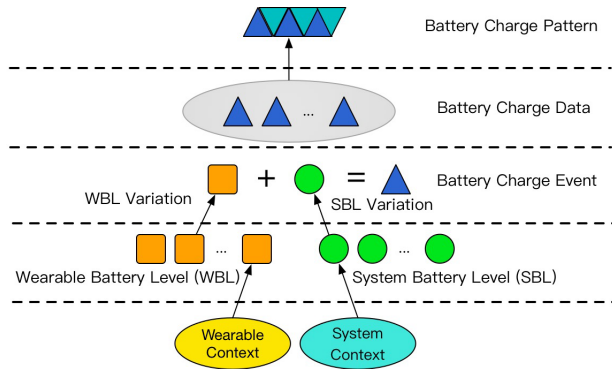 Battery Charge Pattern
Battery Charge Data
...
WBL Variation
+
=
SBL Variation
Battery Charge Event
...
...
Wearable Battery Level (WBL)
System Battery Level (SBL)
Wearable
Context
System
Context